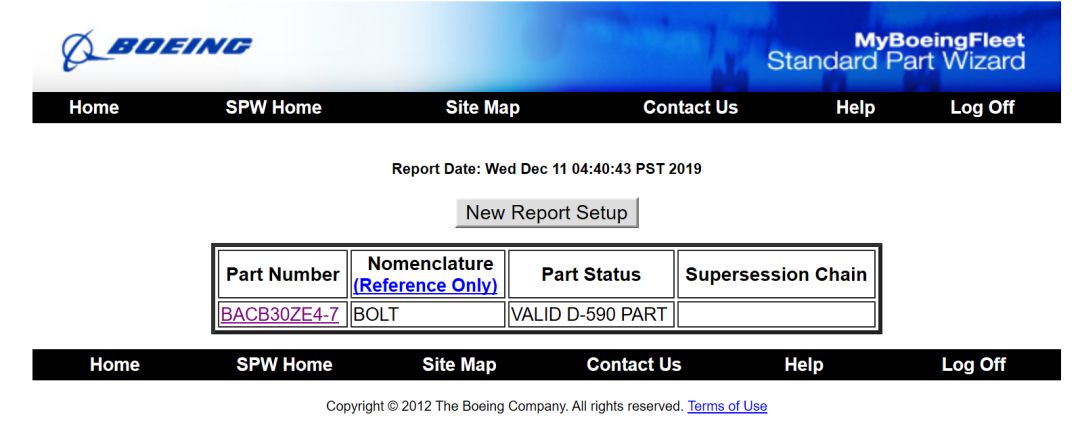 BOEING
MyBoeingFleet
Standard Part Wizard
Home SPW Home Site Map Contact Us Help Log Off
Report Date: Wed Dec 11 04:40:43 PST 2019
New Report Setup
Part Number Nomenclature (Reference Only) Part Status Supersession Chain
BACB30ZE4-7 BOLT VALID D-590 PART
Home SPW Home Site Map Contact Us Help Log Off
Copyright © 2012 The Boeing Company. All rights reserved. Terms of Use